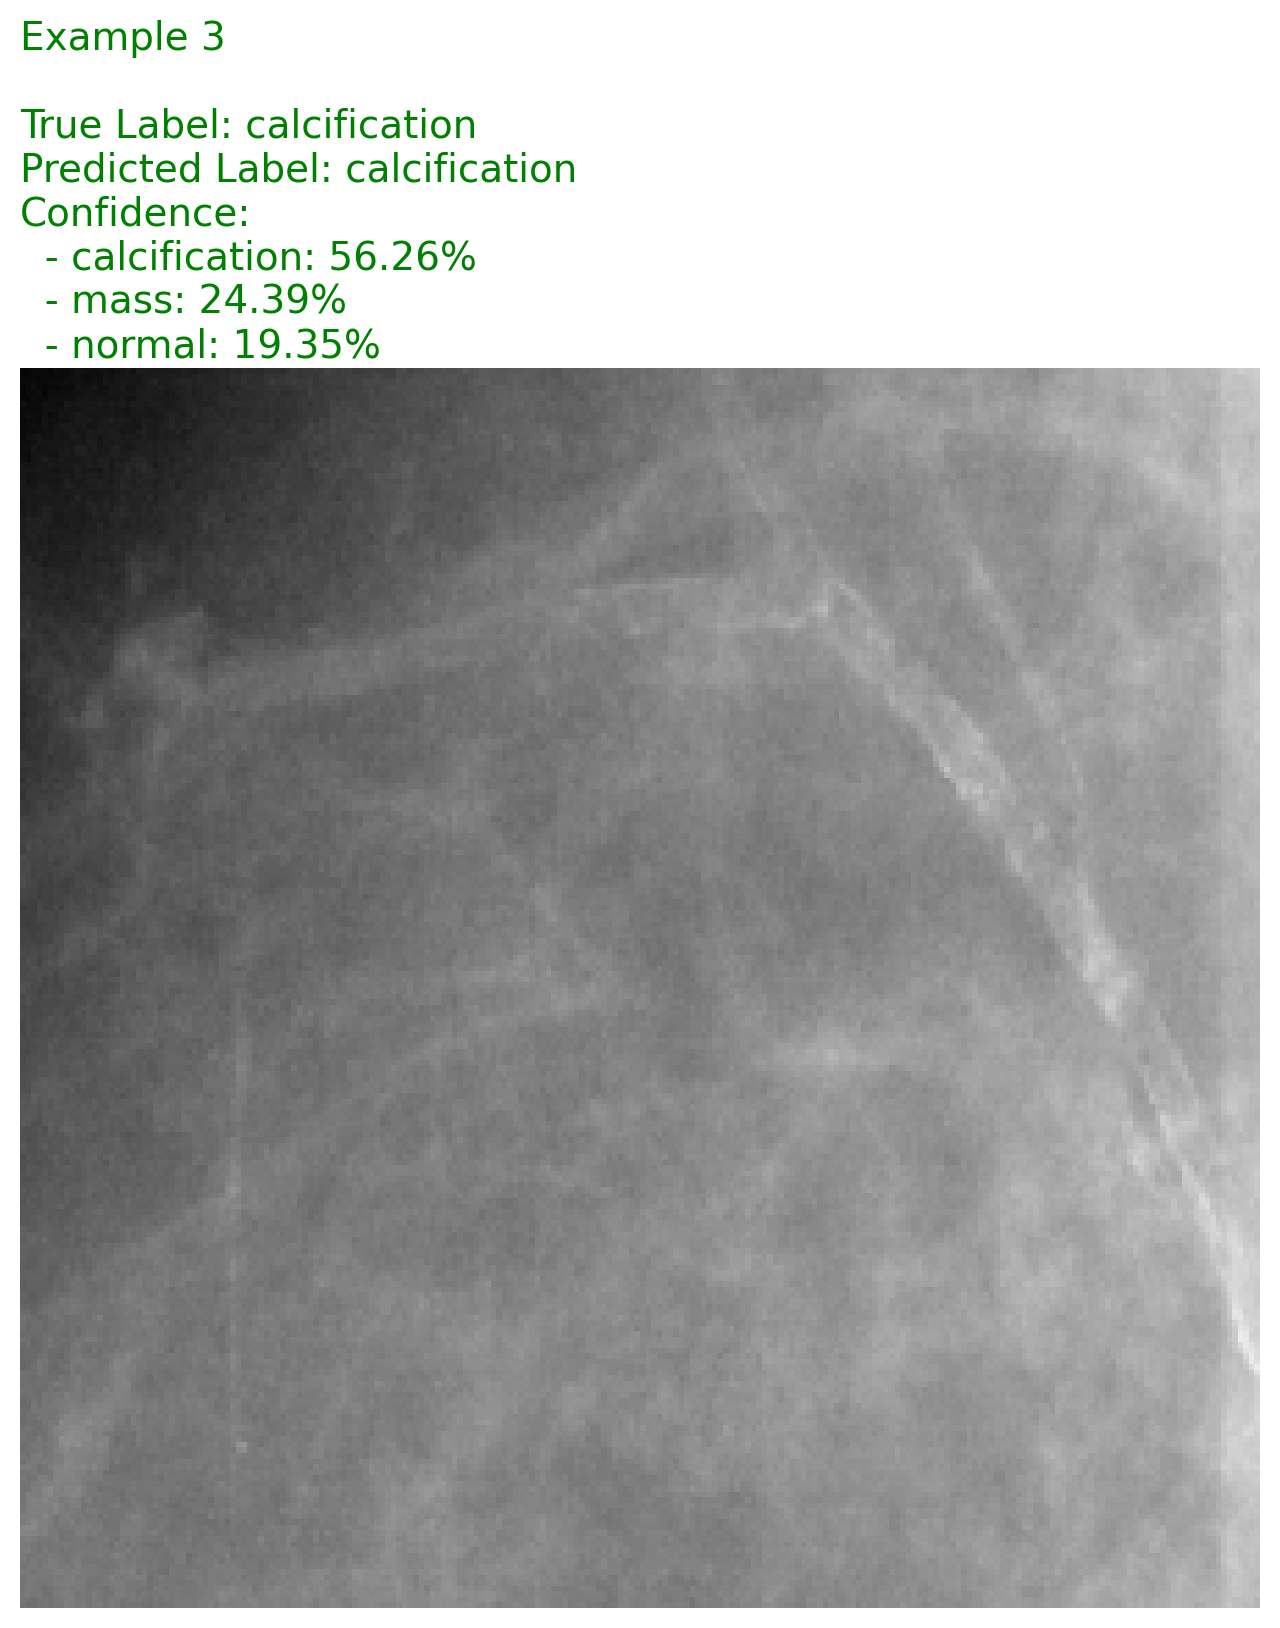 Example 3
True Label: calcification
Predicted Label: calcification
Confidence:
- calcification: 56.26%
- mass: 24.39%
- normal: 19.35%